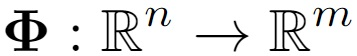 𝚽 : ℝⁿ → ℝᵐ